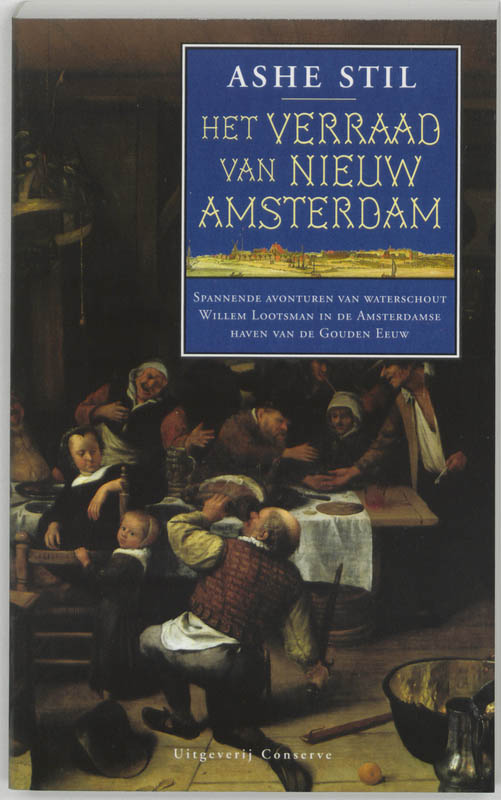 ASHE STIL
HET VERRAAD
VAN NIEUW
AMSTERDAM
SPANNENDE AVONTUREN VAN WATERSCHOUT
WILLEM LOOTSMAN IN DE AMSTERDAMSE
HAVEN VAN DE GOUDEN EEUW
Uitgeverij Conserve